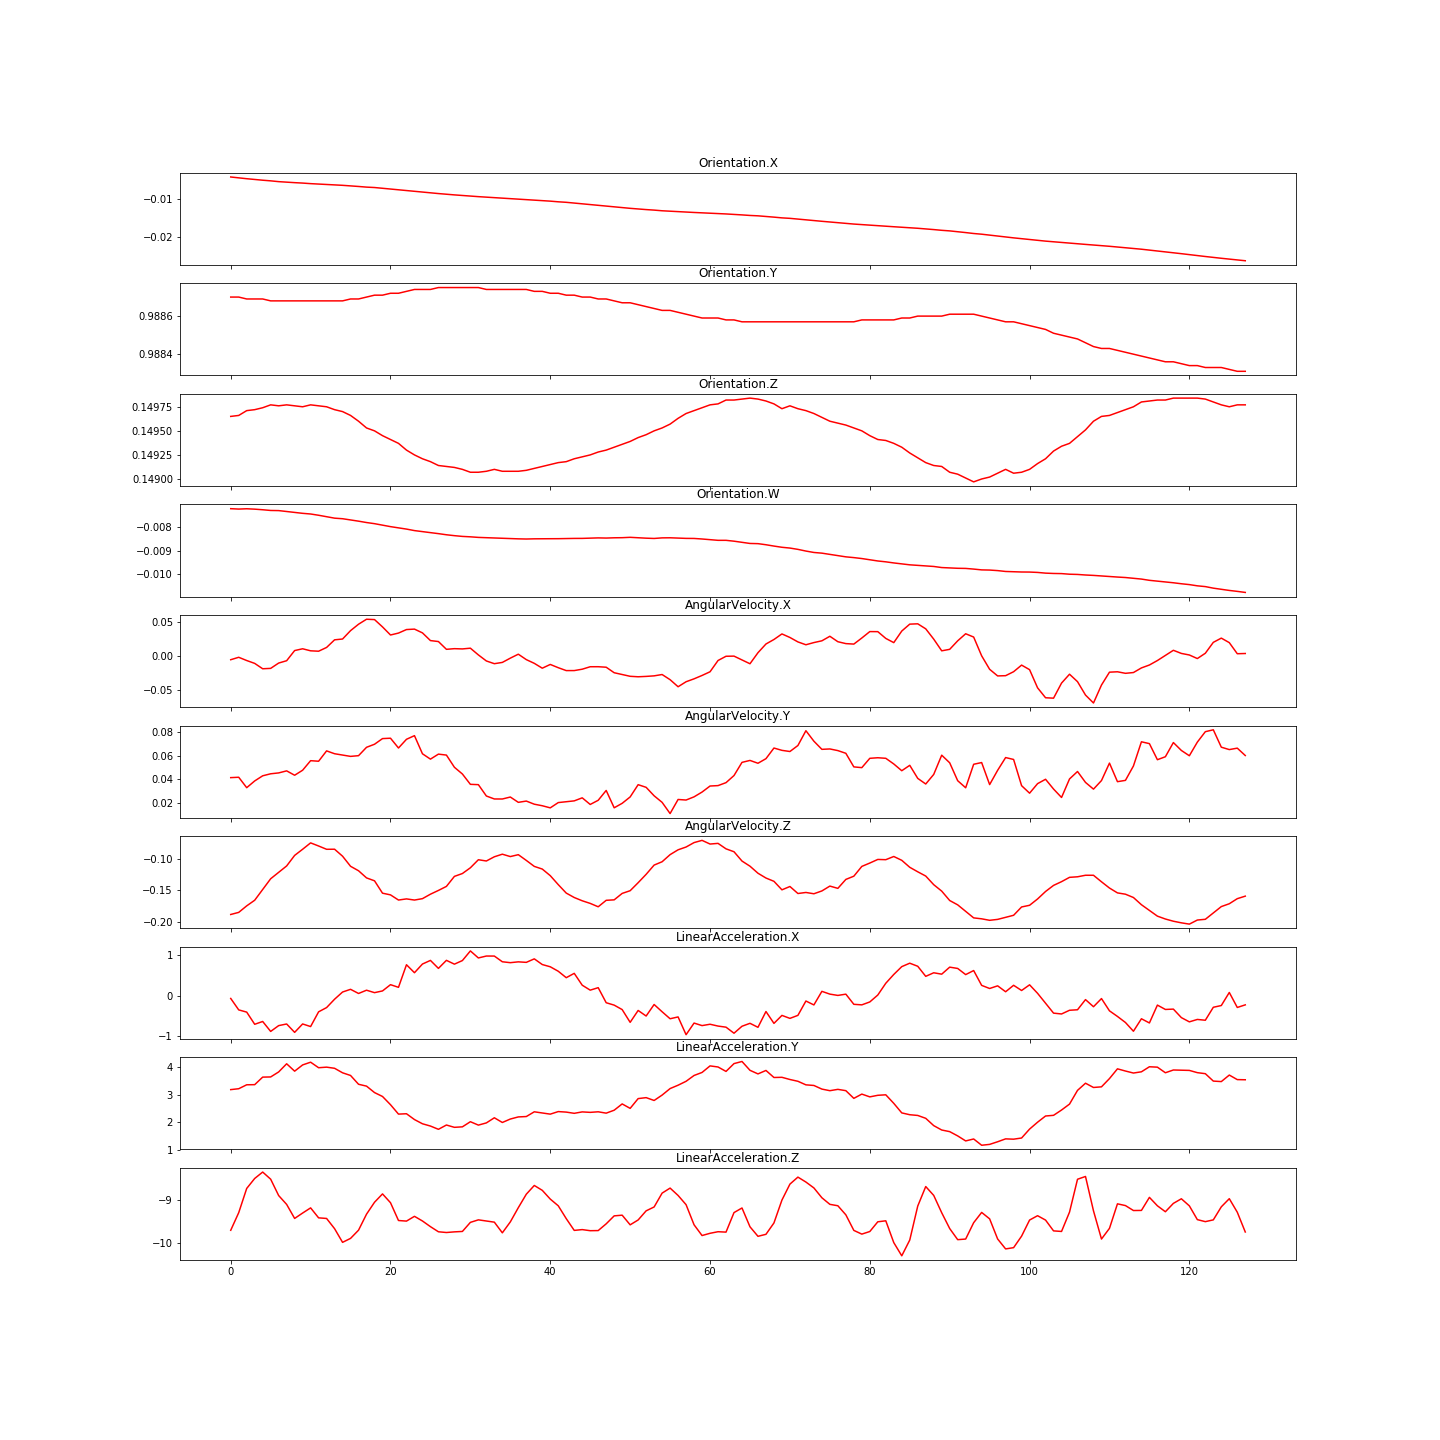 Orientation.X
−0.01
−0.02
Orientation.Y
0.9886
0.9884
Orientation.Z
0.14975
0.14950
0.14925
0.14900
Orientation.W
−0.008
−0.009
−0.010
AngularVelocity.X
0.05
0.00
−0.05
AngularVelocity.Y
0.08
0.06
0.04
0.02
AngularVelocity.Z
−0.10
−0.15
−0.20
LinearAcceleration.X
1
0
−1
LinearAcceleration.Y
4
3
2
1
LinearAcceleration.Z
−9
−10
0 20 40 60 80 100 120